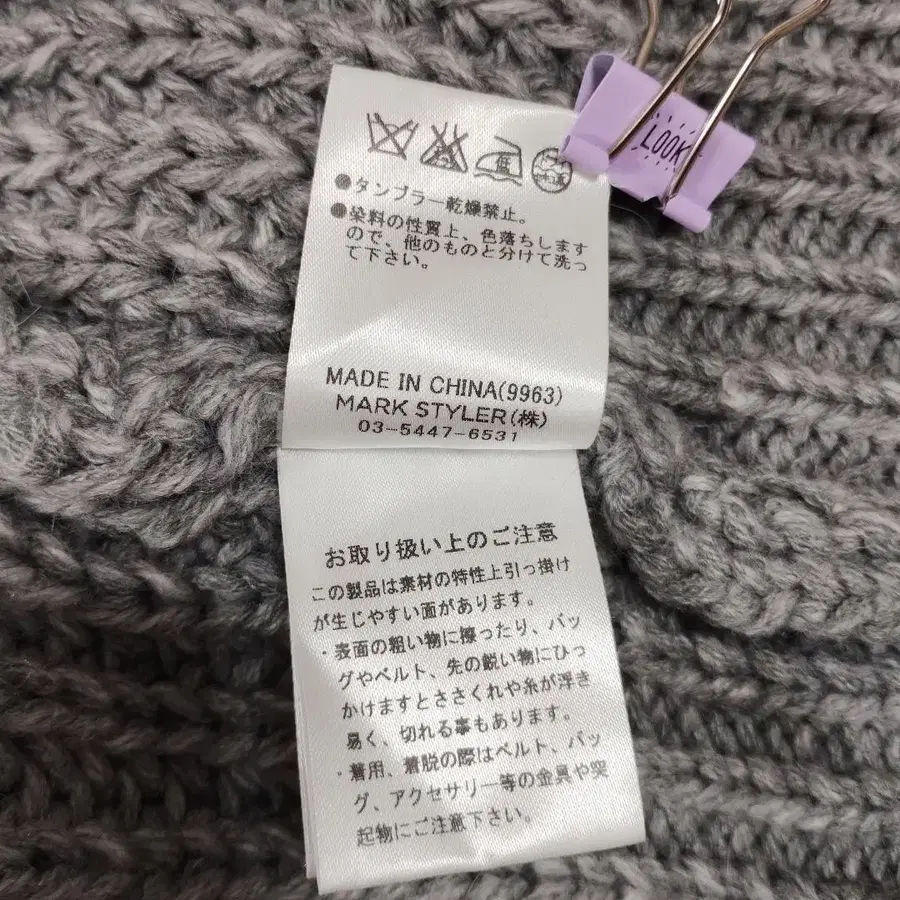 LOOK
低
●タンブラー乾燥禁止。
●染料の性質上、色落ちします
ので、他のものと分けて洗っ
て下さい。
MADE IN CHINA(9963)
MARK STYLER(株)
03-5447-6531
お取り扱い上のご注意
この製品は素材の特性上引っ掛け
が生じやすい面があります。
・表面の粗い物に擦ったり、バッ
グやベルト、先の鋭い物にひっ
かけますとささくれや糸が浮き
易く、切れる事もあります。
・着用、着脱の際はベルト、バッ
グ、アクセサリー等の金具や突
起物にご注意下さい。